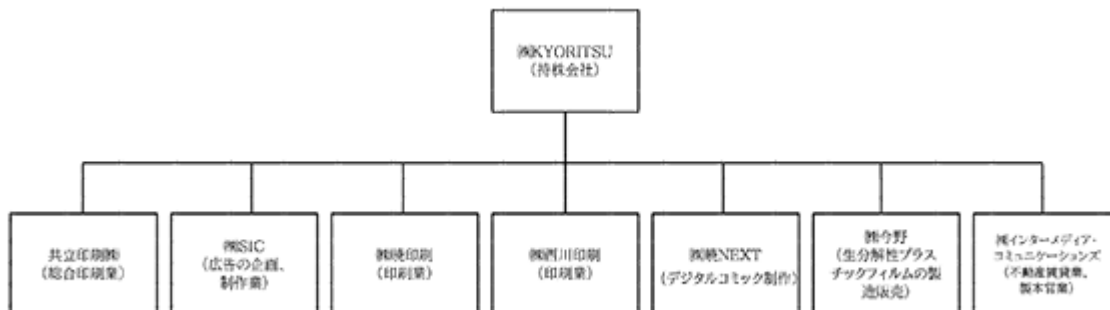 ㈱KYORITSU
(持株会社)
共立印刷㈱
(総合印刷業)
㈱SIC
(広告の企画、
制作業)
㈱暁印刷
(印刷業)
㈱西川印刷
(印刷業)
㈱暁NEXT
(デジタルコミック制作)
㈱今野
(生分解性プラス
チックフィルムの製
造販売)
㈱インターメディア・
コミュニケーションズ
(不動産賃貸業、
製本営業)